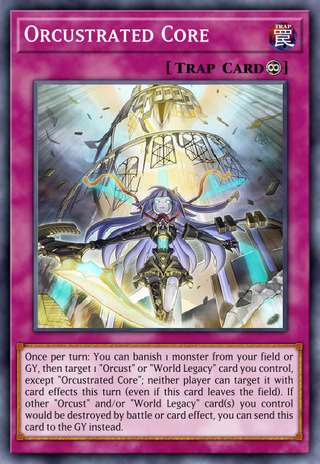 Orcustrated Core
TRAP
罠
[ Trap Card ]
Once per turn: You can banish 1 monster from your field or
GY, then target 1 "Orcust" or "World Legacy" card you control,
except "Orcustrated Core"; neither player can target it with
card effects this turn (even if this card leaves the field). If
other "Orcust" and/or "World Legacy" card(s) you control
would be destroyed by battle or card effect, you can send this
card to the GY instead.